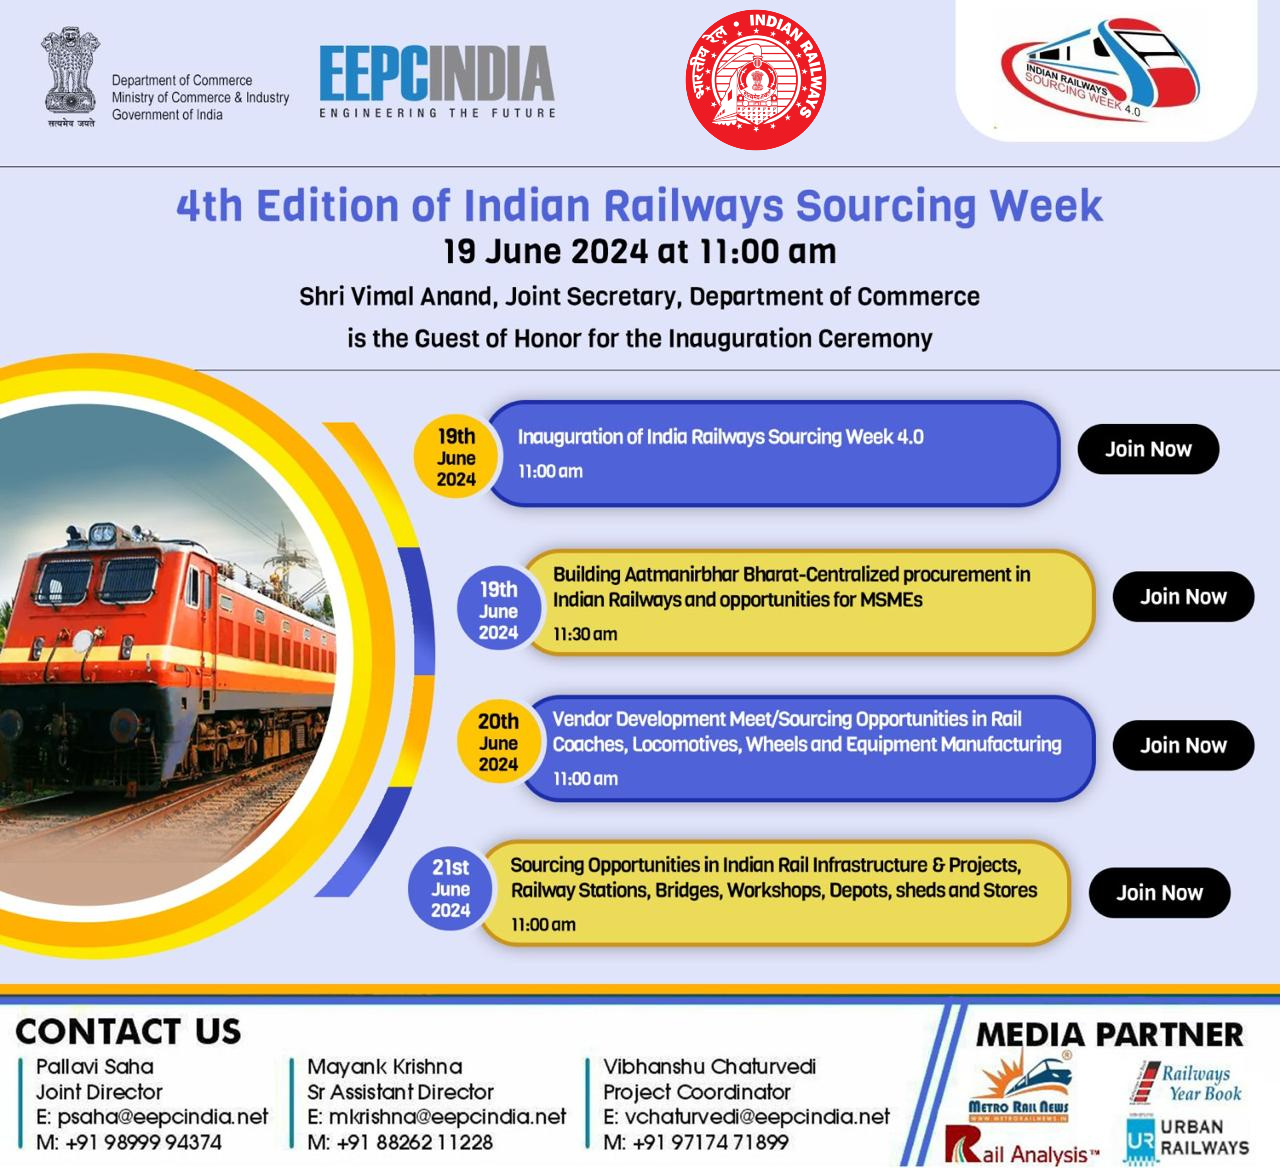 सत्यमेव जयते
Department of Commerce
Ministry of Commerce & Industry
Government of India
EEPCINDIA
ENGINEERING THE FUTURE
भारतीय रेल • INDIAN RAILWAYS
INDIAN RAILWAYS
SOURCING WEEK 4.0
4th Edition of Indian Railways Sourcing Week
19 June 2024 at 11:00 am
Shri Vimal Anand, Joint Secretary, Department of Commerce
is the Guest of Honor for the Inauguration Ceremony
19th
June
2024
Inauguration of India Railways Sourcing Week 4.0
11:00 am
Join Now
19th
June
2024
Building Aatmanirbhar Bharat-Centralized procurement in
Indian Railways and opportunities for MSMEs
11:30 am
Join Now
20th
June
2024
Vendor Development Meet/Sourcing Opportunities in Rail
Coaches, Locomotives, Wheels and Equipment Manufacturing
11:00 am
Join Now
21st
June
2024
Sourcing Opportunities in Indian Rail Infrastructure & Projects,
Railway Stations, Bridges, Workshops, Depots, sheds and Stores
11:00 am
Join Now
CONTACT US
Pallavi Saha
Joint Director
E: psaha@eepcindia.net
M: +91 98999 94374
Mayank Krishna
Sr Assistant Director
E: mkrishna@eepcindia.net
M: +91 88262 11228
Vibhanshu Chaturvedi
Project Coordinator
E: vchaturvedi@eepcindia.net
M: +91 97174 71899
MEDIA PARTNER
METRO RAIL NEWS
WWW.METRORAILNEWS.IN
Railways
Year Book
Rail Analysis™
UR
URBAN
RAILWAYS